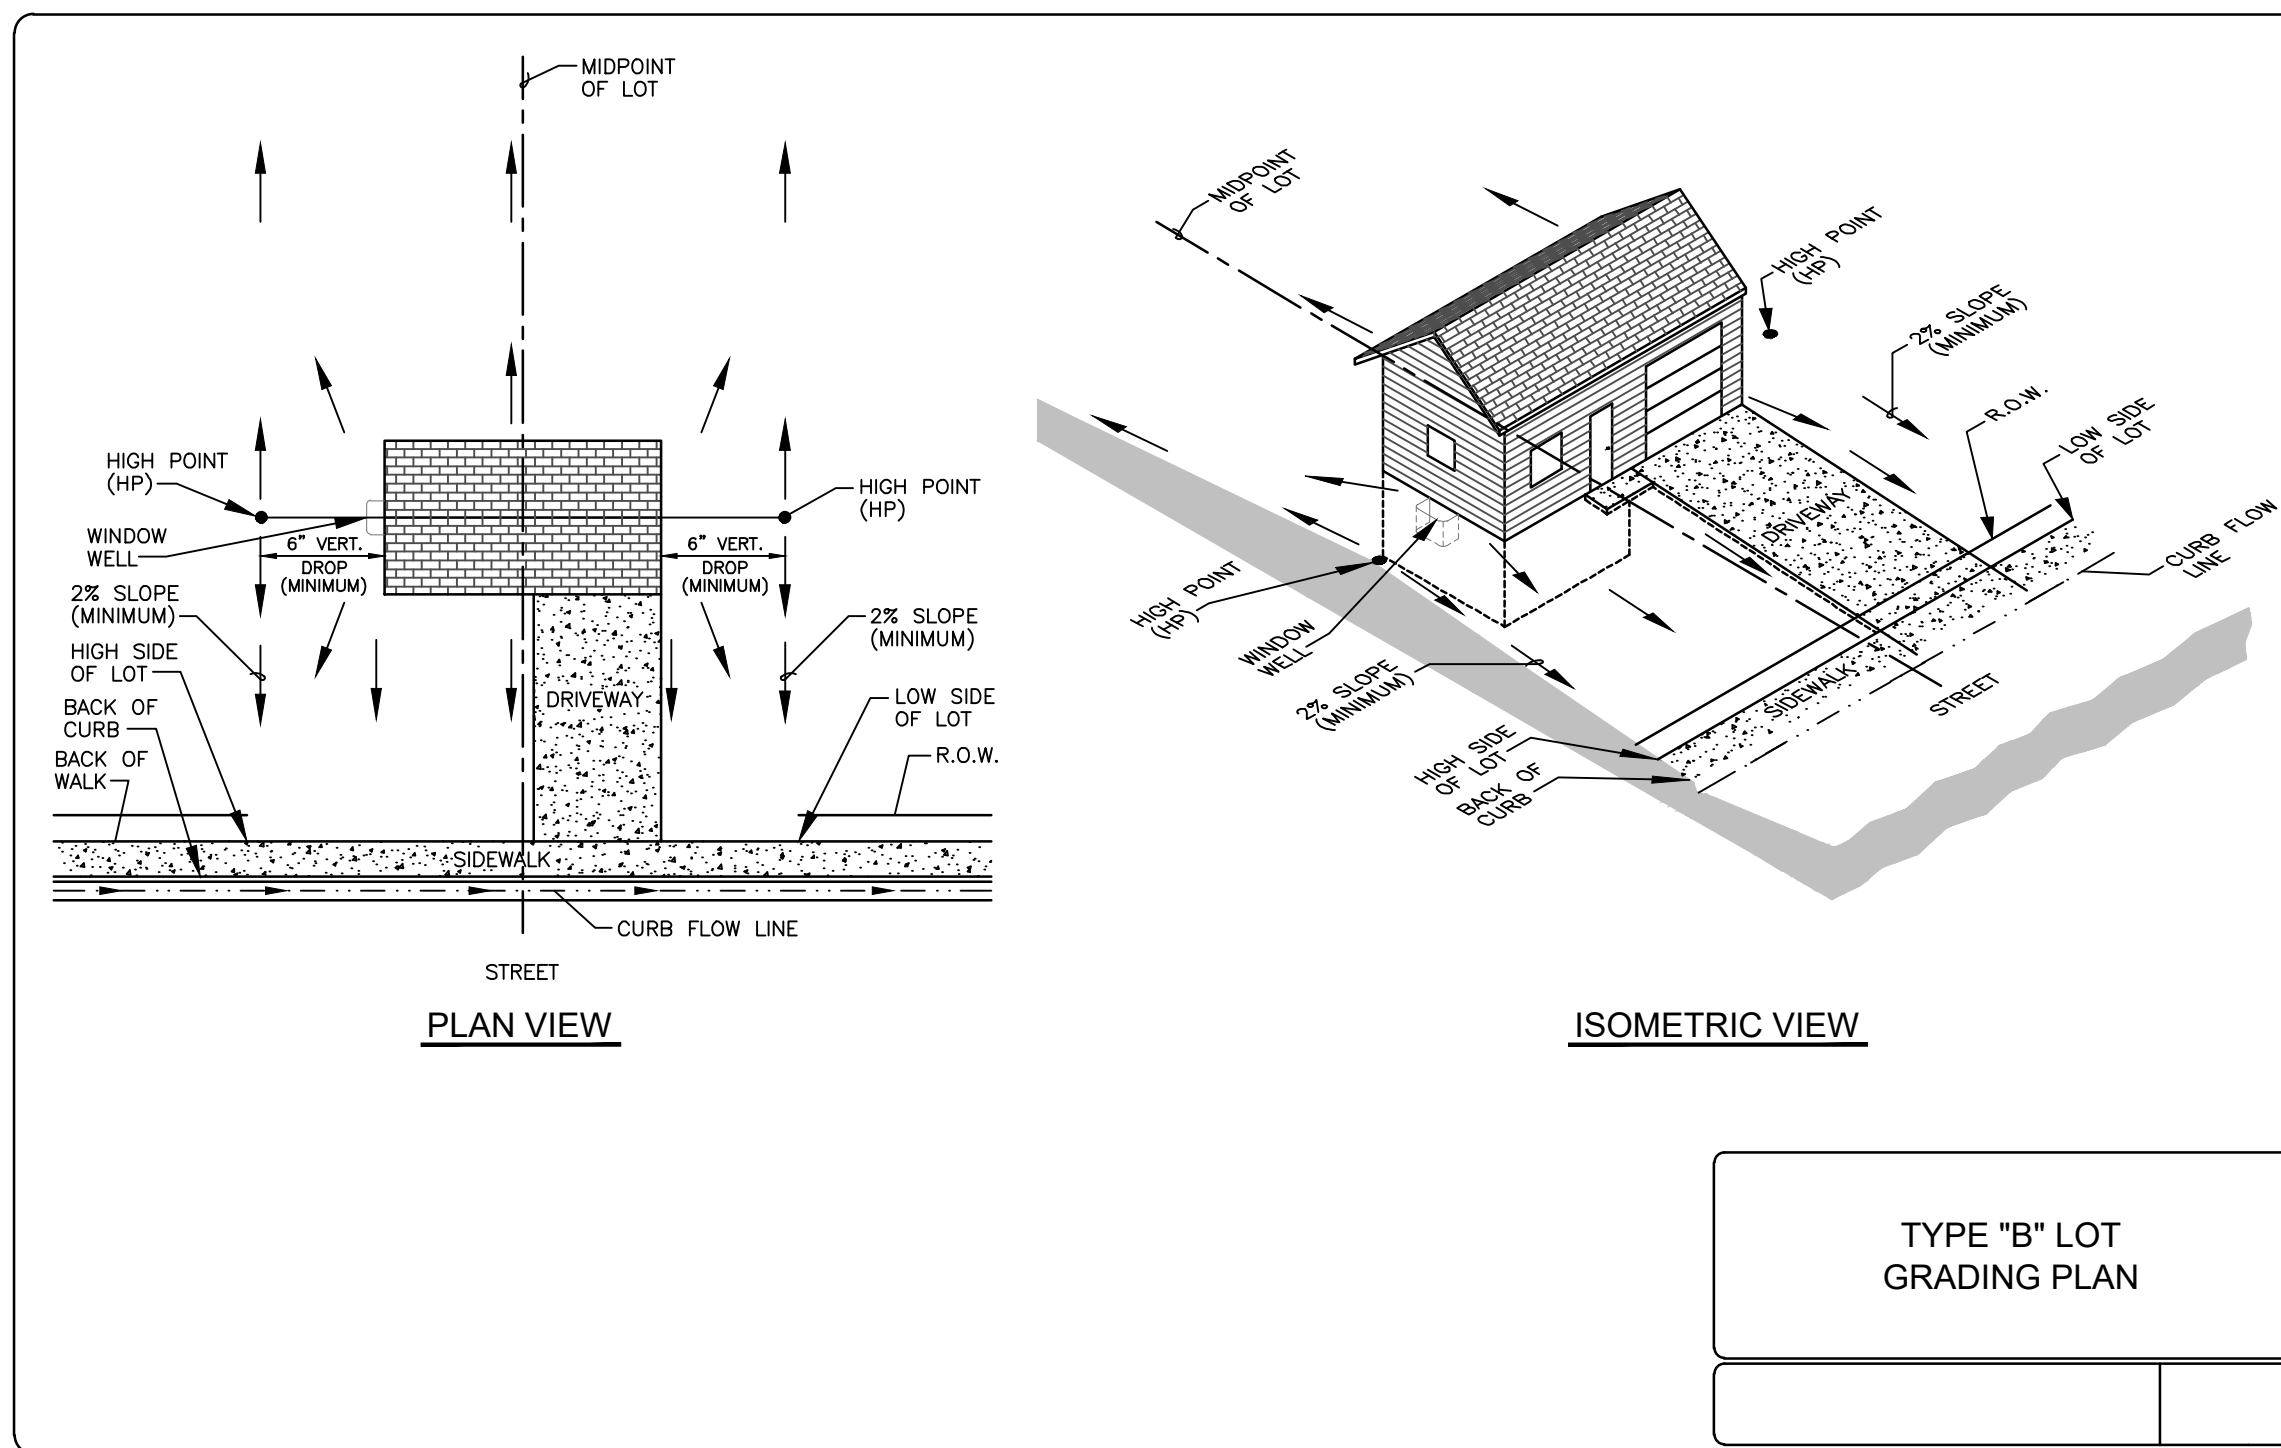 MIDPOINT
OF LOT
HIGH POINT
(HP)
HIGH POINT
(HP)
WINDOW
WELL
6" VERT.
DROP
(MINIMUM)
6" VERT.
DROP
(MINIMUM)
2% SLOPE
(MINIMUM)
2% SLOPE
(MINIMUM)
HIGH SIDE
OF LOT
BACK OF
CURB
BACK OF
WALK
DRIVEWAY
LOW SIDE
OF LOT
R.O.W.
SIDEWALK
CURB FLOW LINE
STREET
PLAN VIEW
MIDPOINT
OF LOT
HIGH POINT
(HP)
2% SLOPE
(MINIMUM)
R.O.W.
LOW SIDE
OF LOT
CURB FLOW
LINE
DRIVEWAY
HIGH POINT
(HP)
WINDOW
WELL
2% SLOPE
(MINIMUM)
SIDEWALK
STREET
HIGH SIDE
OF LOT
BACK OF
CURB
ISOMETRIC VIEW
TYPE "B" LOT
GRADING PLAN